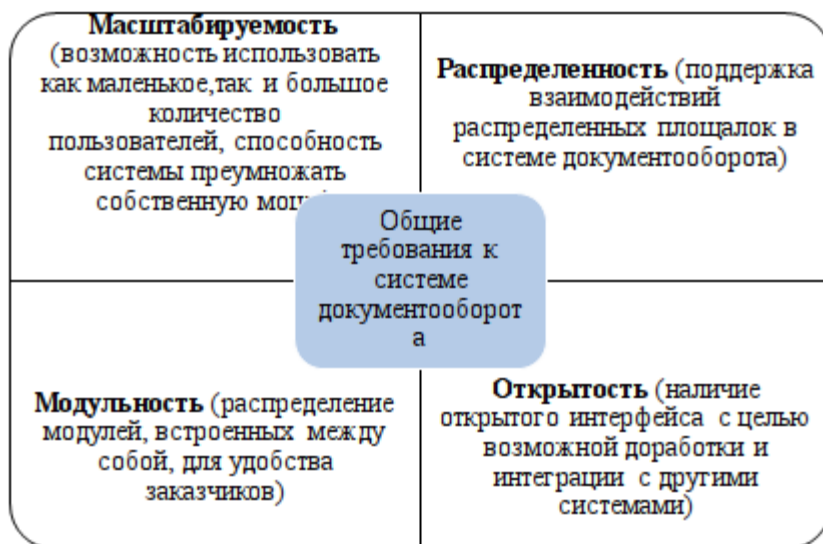 Масштабируемость
(возможность использовать
как маленькое,так и большое
количество
пользователей, способность
системы преумножать
собственную
Распределенность (поддержка
взаимодействий
распределенных площалок в
системе документооборота)
Общие
требования к
системе
документооборот
а
Модульность (распределение
модулей, встроенных между
собой, для удобства
заказчиков)
Открытость (наличие
открытого интерфейса с целью
возможной доработки и
интеграции с другими
системами)